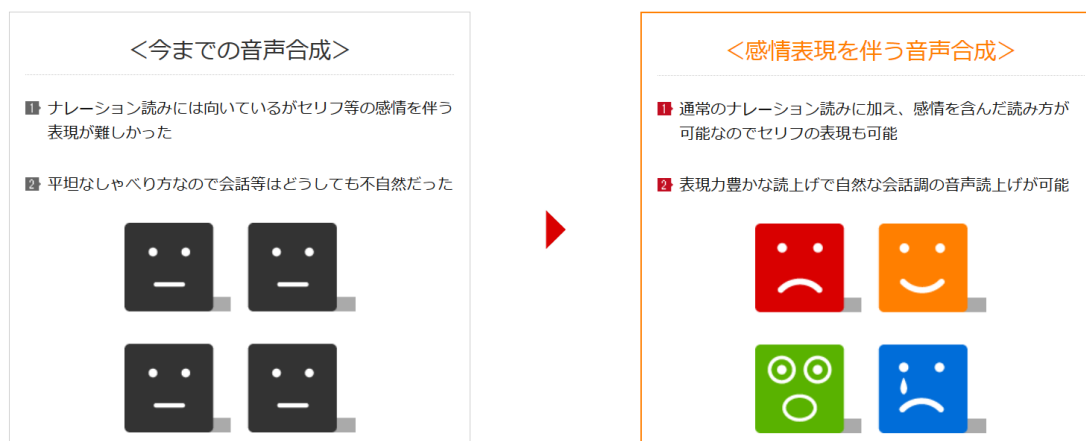 ＜今までの音声合成＞
1 ナレーション読みには向いているがセリフ等の感情を伴う
表現が難しかった
2 平坦なしゃべり方なので会話等はどうしても不自然だった
＜感情表現を伴う音声合成＞
1 通常のナレーション読みに加え、感情を含んだ読み方が
可能なのでセリフの表現も可能
2 表現力豊かな読上げで自然な会話調の音声読上げが可能